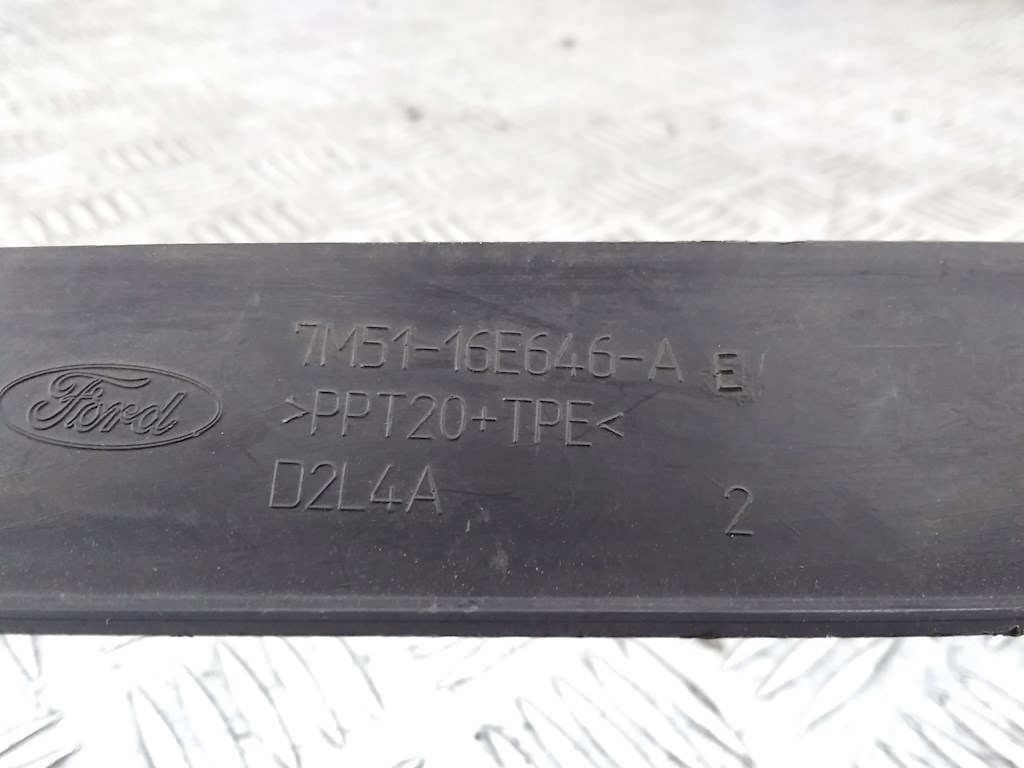 7M51-16E646-A E
Ford
>PPT20+TPE<
D2L4A 2